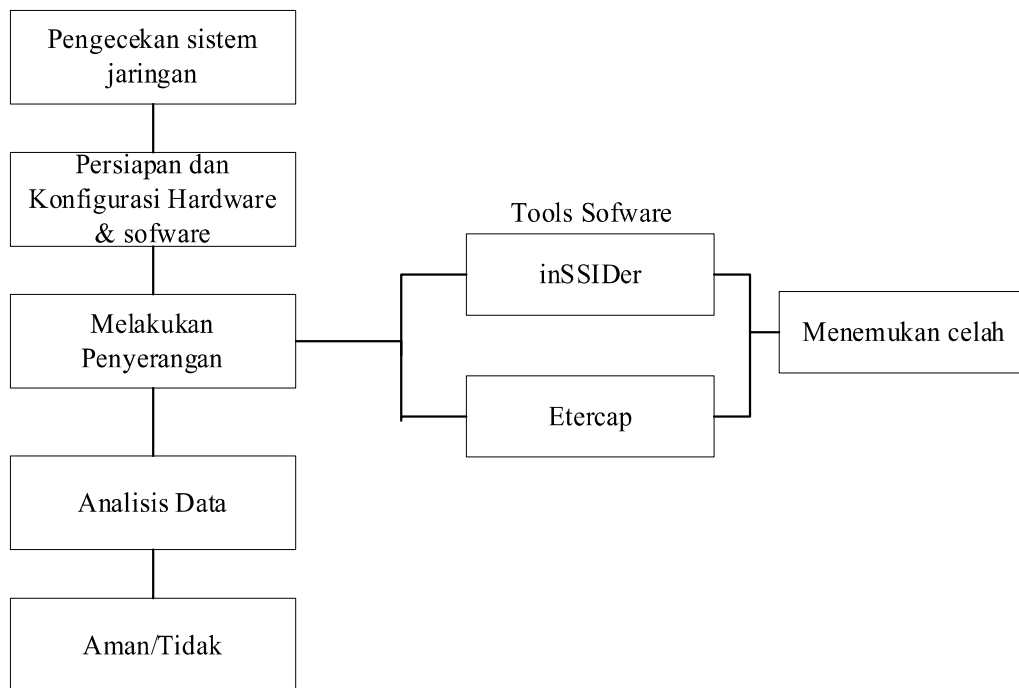 Pengecekan sistem
jaringan
Persiapan dan
Konfigurasi Hardware
& sofware
Melakukan
Penyerangan
Tools Sofware
inSSIDer
Etercap
Menemukan celah
Analisis Data
Aman/Tidak